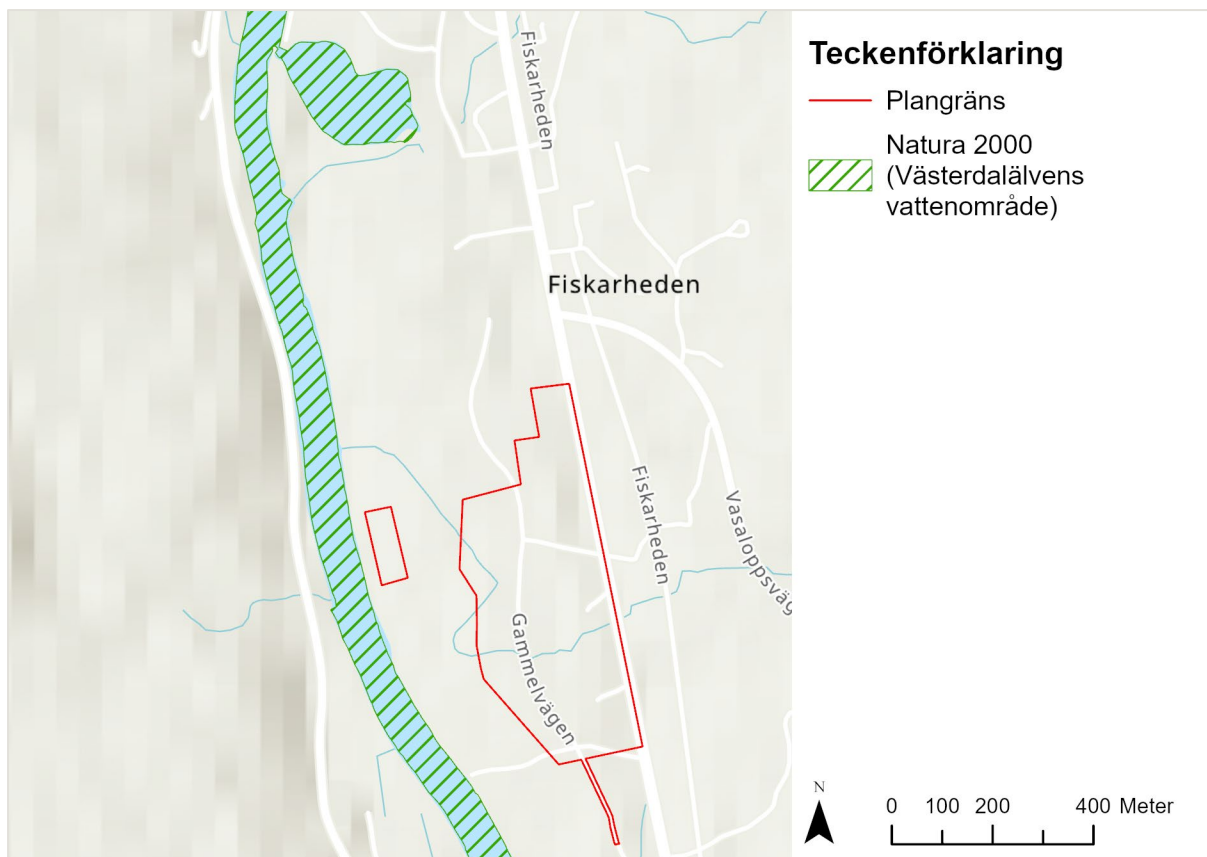 Fiskarheden
Fiskarheden
Fiskarheden
Vasaloppsväg
Gammelvägen
Teckenförklaring
Plangräns
Natura 2000
(Västerdalälvens
vattenområde)
N
0 100 200 400 Meter